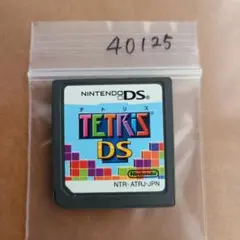 40125
NINTENDO DS
テトリス
TETRIS
DS
Nintendo
NTR-ATRJ-JPN